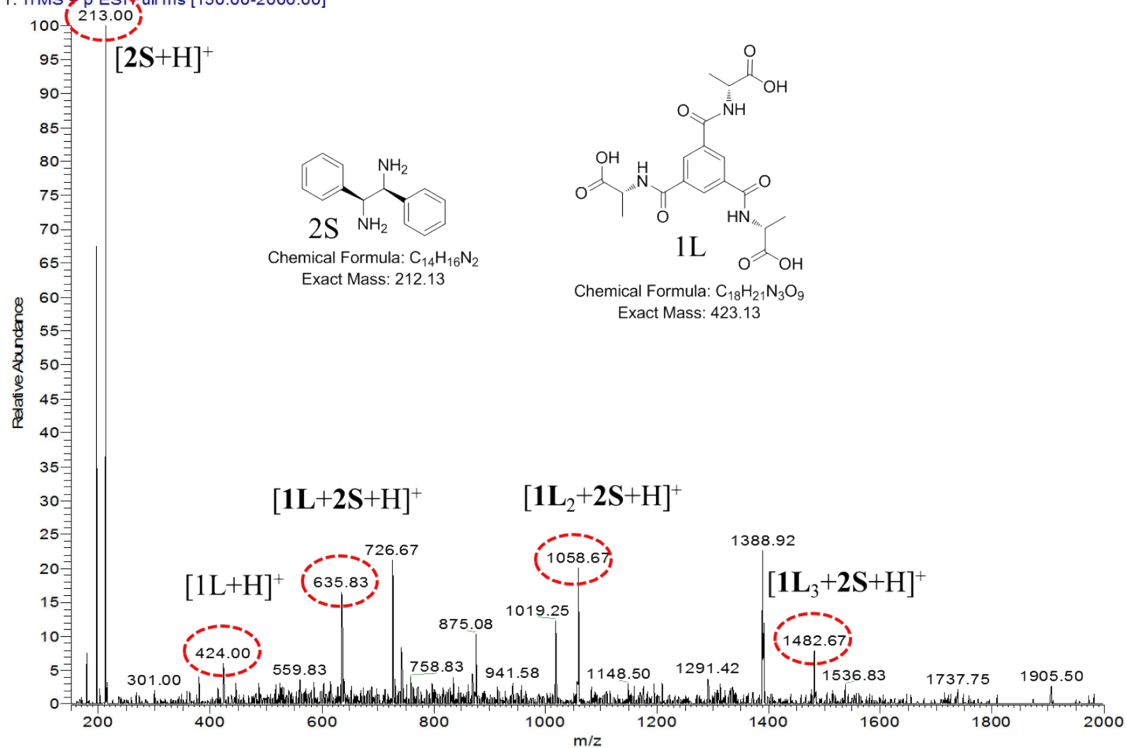 213.00
[2S+H]+
NH2
NH2
2S
Chemical Formula: C14H16N2
Exact Mass: 212.13
O
OH
O
NH
OH
H
N
O
O
O
HN
1L
O
OH
Chemical Formula: C18H21N3O9
Exact Mass: 423.13
Relative Abundance
100
95
90
85
80
75
70
65
60
55
50
45
40
35
30
25
20
15
10
5
0
[1L+2S+H]+
[1L2+2S+H]+
[1L+H]+
[1L3+2S+H]+
424.00
301.00
559.83
635.83
726.67
758.83
875.08
941.58
1019.25
1058.67
1148.50
1291.42
1388.92
1482.67
1536.83
1737.75
1905.50
200
400
600
800
1000
1200
1400
1600
1800
2000
m/z